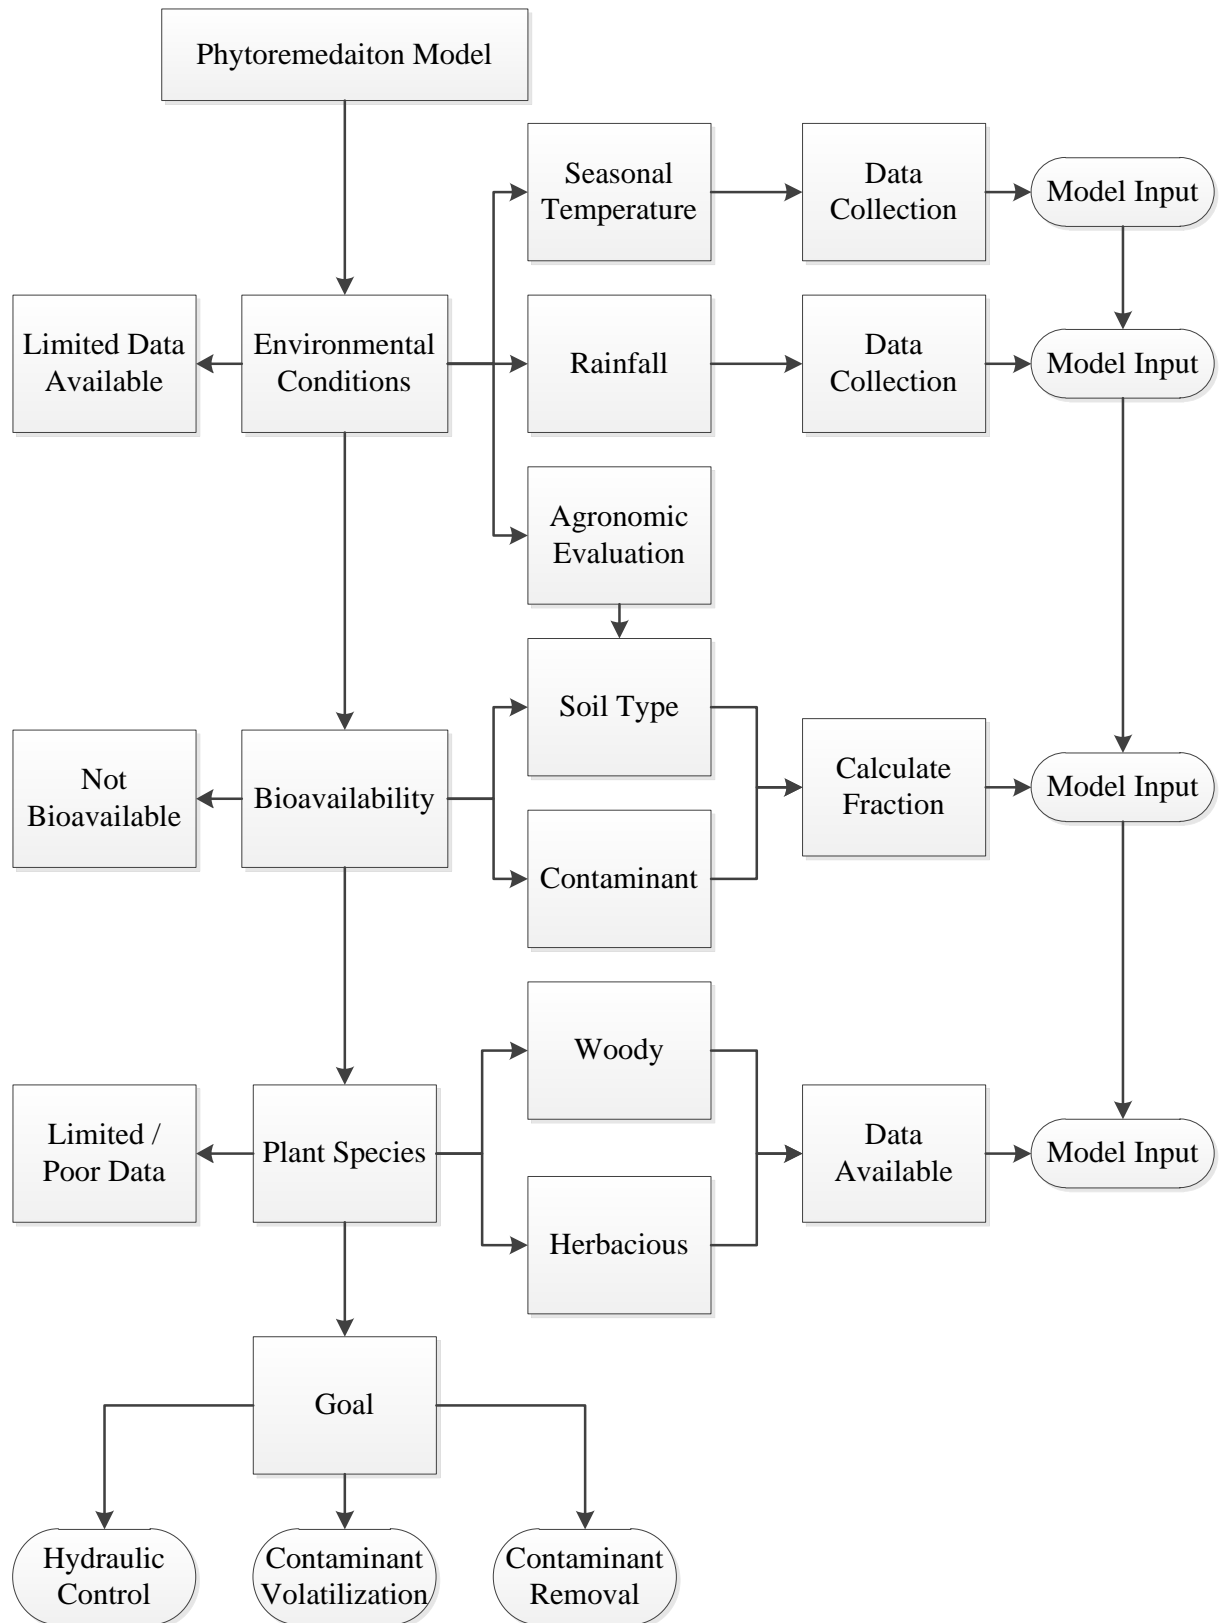 Phytoremedaiton Model
Seasonal
Temperature
Data
Collection
Model Input
Limited Data
Available
Environmental
Conditions
Rainfall
Data
Collection
Model Input
Agronomic
Evaluation
Soil Type
Not
Bioavailable
Bioavailability
Calculate
Fraction
Model Input
Contaminant
Woody
Limited /
Poor Data
Plant Species
Data
Available
Model Input
Herbacious
Goal
Hydraulic
Control
Contaminant
Volatilization
Contaminant
Removal